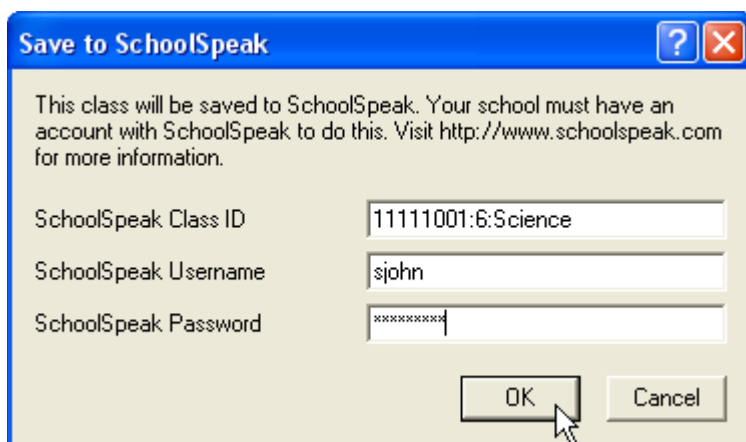 Save to SchoolSpeak
This class will be saved to SchoolSpeak. Your school must have an
account with SchoolSpeak to do this. Visit http://www.schoolspeak.com
for more information.
SchoolSpeak Class ID 11111001:6:Science
SchoolSpeak Username sjohn
SchoolSpeak Password *********
OK Cancel